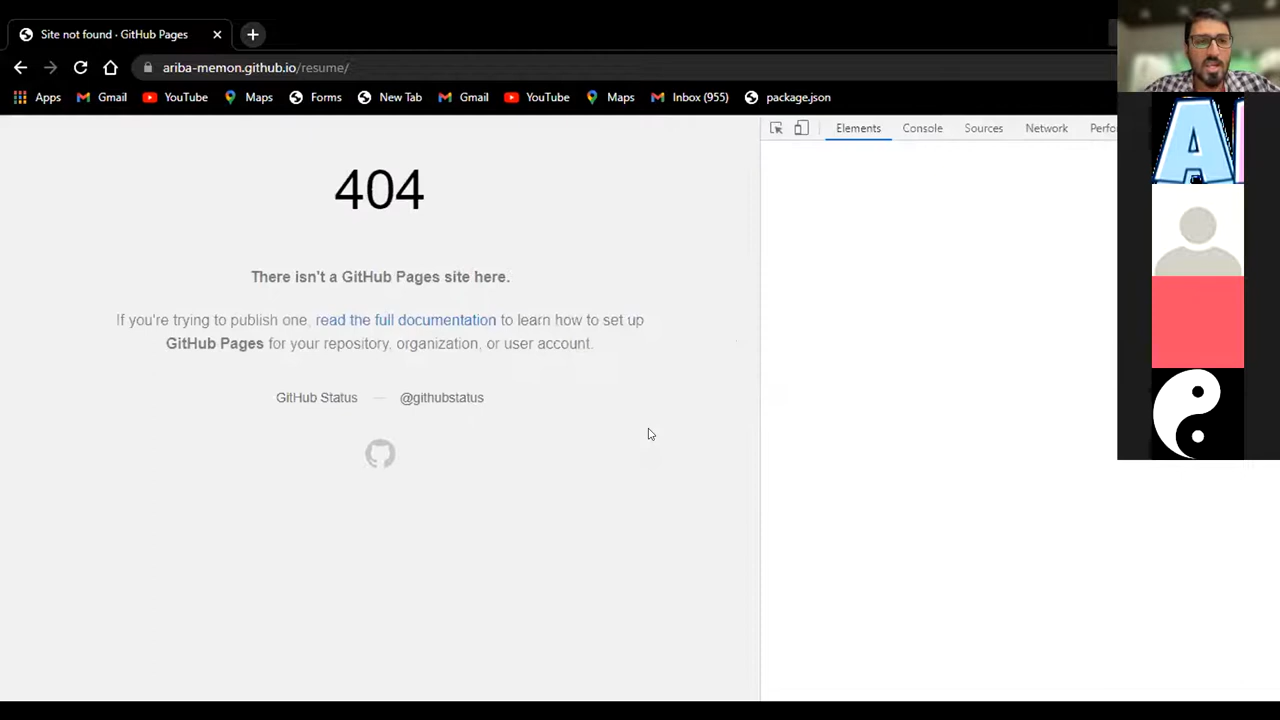 Site not found · GitHub Pages
ariba-memon.github.io/resume/
Apps Gmail YouTube Maps Forms New Tab Gmail YouTube Maps Inbox (955) package.json
Elements Console Sources Network Perfo
404
There isn't a GitHub Pages site here.
If you're trying to publish one, read the full documentation to learn how to set up
GitHub Pages for your repository, organization, or user account.
GitHub Status — @githubstatus
A